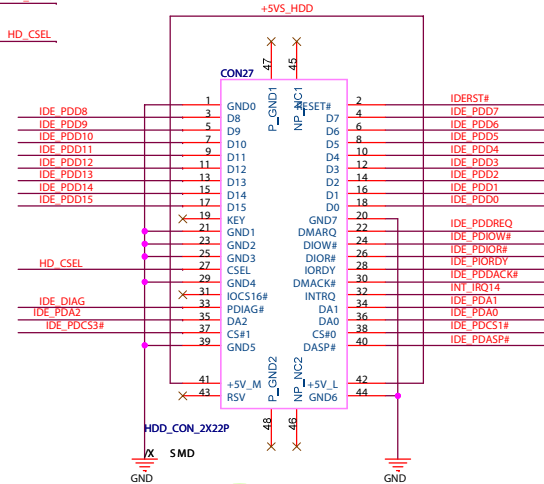 +5VS_HDD
HD_CSEL
47
45
CON27
1 GND0 P_GND1 NP_NC1 RESET# 2 IDERST#
IDE_PDD8 3 D8 D7 4 IDE_PDD7
IDE_PDD9 5 D9 D6 6 IDE_PDD6
IDE_PDD10 7 D10 D5 8 IDE_PDD5
IDE_PDD11 9 D11 D4 10 IDE_PDD4
IDE_PDD12 11 D12 D3 12 IDE_PDD3
IDE_PDD13 13 D13 D2 14 IDE_PDD2
IDE_PDD14 15 D14 D1 16 IDE_PDD1
IDE_PDD15 17 D15 D0 18 IDE_PDD0
19 KEY GND7 20
21 GND1 DMARQ 22 IDE_PDDREQ
23 GND2 DIOW# 24 IDE_PDIOW#
25 GND3 DIOR# 26 IDE_PDIOR#
HD_CSEL 27 CSEL IORDY 28 IDE_PIORDY
29 GND4 DMACK# 30 IDE_PDDACK#
31 IOCS16# INTRQ 32 INT_IRQ14
IDE_DIAG 33 PDIAG# DA1 34 IDE_PDA1
IDE_PDA2 35 DA2 DA0 36 IDE_PDA0
IDE_PDCS3# 37 CS#1 CS#0 38 IDE_PDCS1#
39 GND5 DASP# 40 IDE_PDASP#
41 +5V_M P_GND2 NP_NC2 +5V_L 42
43 RSV GND6 44
48
46
HDD_CON_2X22P
/X SMD
GND
GND